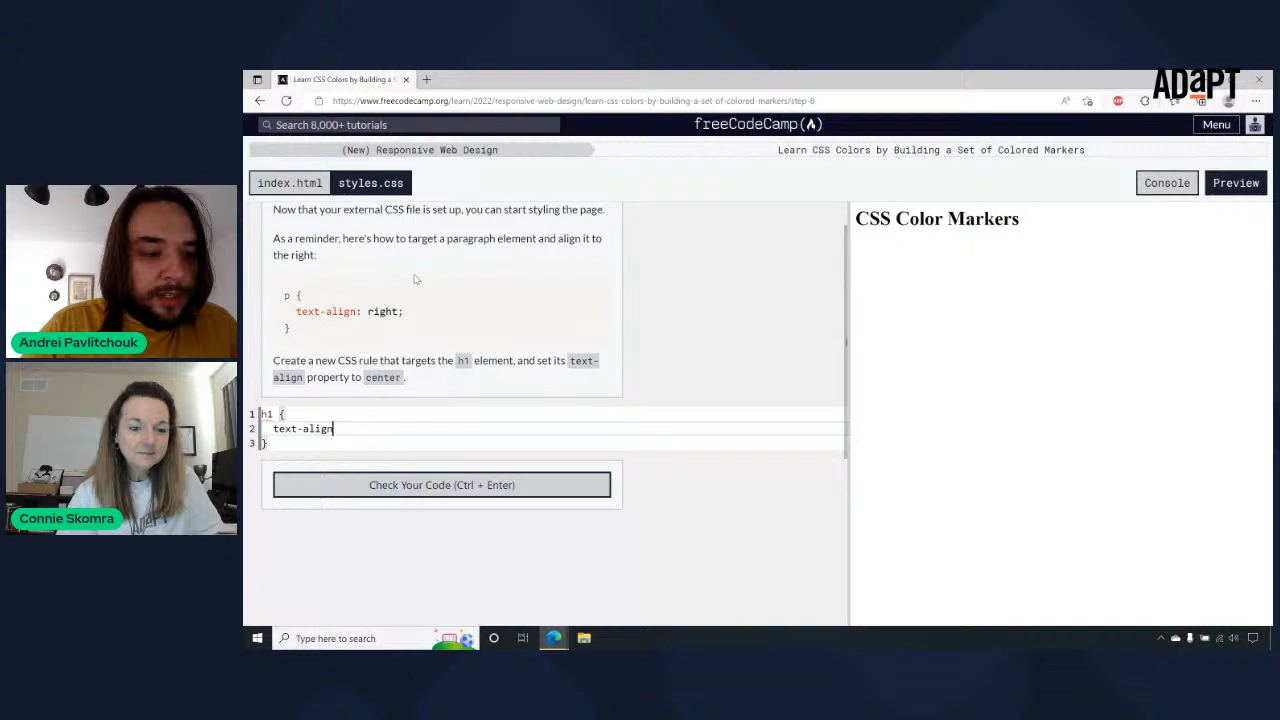 ADaPT
Learn CSS Colors by Building a S
https://www.freecodecamp.org/learn/2022/responsive-web-design/learn-css-colors-by-building-a-set-of-colored-markers/step-8
Search 8,000+ tutorials
freeCodeCamp
Menu
(New) Responsive Web Design
Learn CSS Colors by Building a Set of Colored Markers
index.html
styles.css
Console
Preview
Now that your external CSS file is set up, you can start styling the page.
As a reminder, here's how to target a paragraph element and align it to
the right:
p {
text-align: right;
}
Create a new CSS rule that targets the h1 element, and set its text-
align property to center.
1 h1 {
2 text-align
3 }
Check Your Code (Ctrl + Enter)
CSS Color Markers
Andrei Pavlitchouk
Connie Skomra
Type here to search